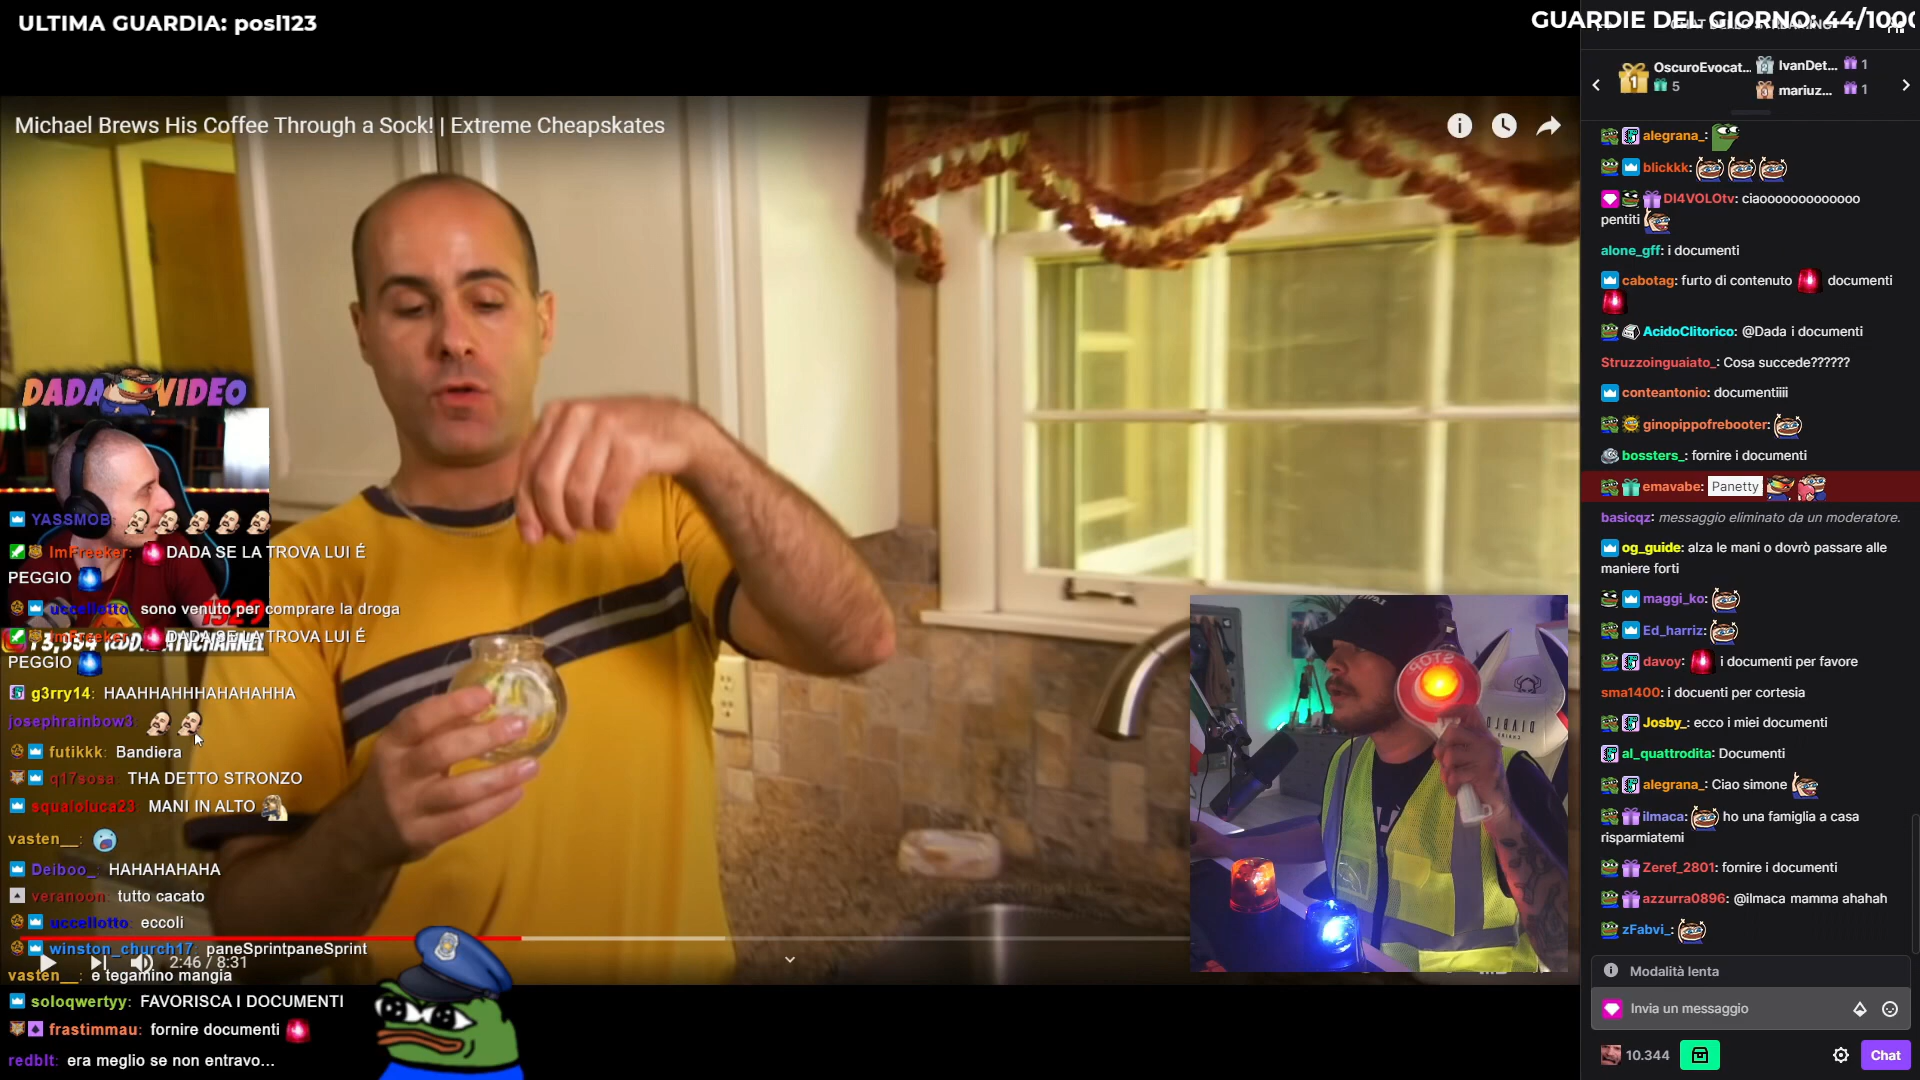 ULTIMA GUARDIA: posl123
GUARDIE DEL GIORNO: 44/1000
Michael Brews His Coffee Through a Sock! | Extreme Cheapskates
DADA VIDEO
YASSMOB:
ImFreeker: DADA SE LA TROVA LUI É
PEGGIO
uccellotto: sono venuto per comprare la droga
1529
ImFreeker: DADA SE LA TROVA LUI É
PEGGIO
g3rry14: HAAHHAHHHAHAHAHHA
josephrainbow3:
futikkk: Bandiera
q17sosa: THA DETTO STRONZO
squaloluca23: MANI IN ALTO
vasten__:
Deiboo_: HAHAHAHAHA
veranoon: tutto cacato
uccellotto: eccoli
winston_church17: paneSprintpaneSprint
2:46 / 8:31
vasten__: e tegamino mangia
soloqwertyy: FAVORISCA I DOCUMENTI
frastimmau: fornire documenti
redblt: era meglio se non entravo...
STOP
DIABLO
OscuroEvocat...
5
IvanDet... 1
mariuz... 1
alegrana_:
blickkk:
DI4VOLOtv: ciaooooooooooooo
pentiti
alone_gff: i documenti
cabotag: furto di contenuto documenti
AcidoClitorico: @Dada i documenti
Struzzoinguaiato_: Cosa succede??????
conteantonio: documentiiii
ginopippofrebooter:
bossters_: fornire i documenti
emavabe: Panetty
basicqz: messaggio eliminato da un moderatore.
og_guide: alza le mani o dovrò passare alle
maniere forti
maggi_ko:
Ed_harriz:
davoy: i documenti per favore
sma1400: i docuenti per cortesia
Josby_: ecco i miei documenti
al_quattrodita: Documenti
alegrana_: Ciao simone
ilmaca: ho una famiglia a casa
risparmiatemi
Zeref_2801: fornire i documenti
azzurra0896: @ilmaca mamma ahahah
zFabvi_:
Modalità lenta
Invia un messaggio
10.344
Chat